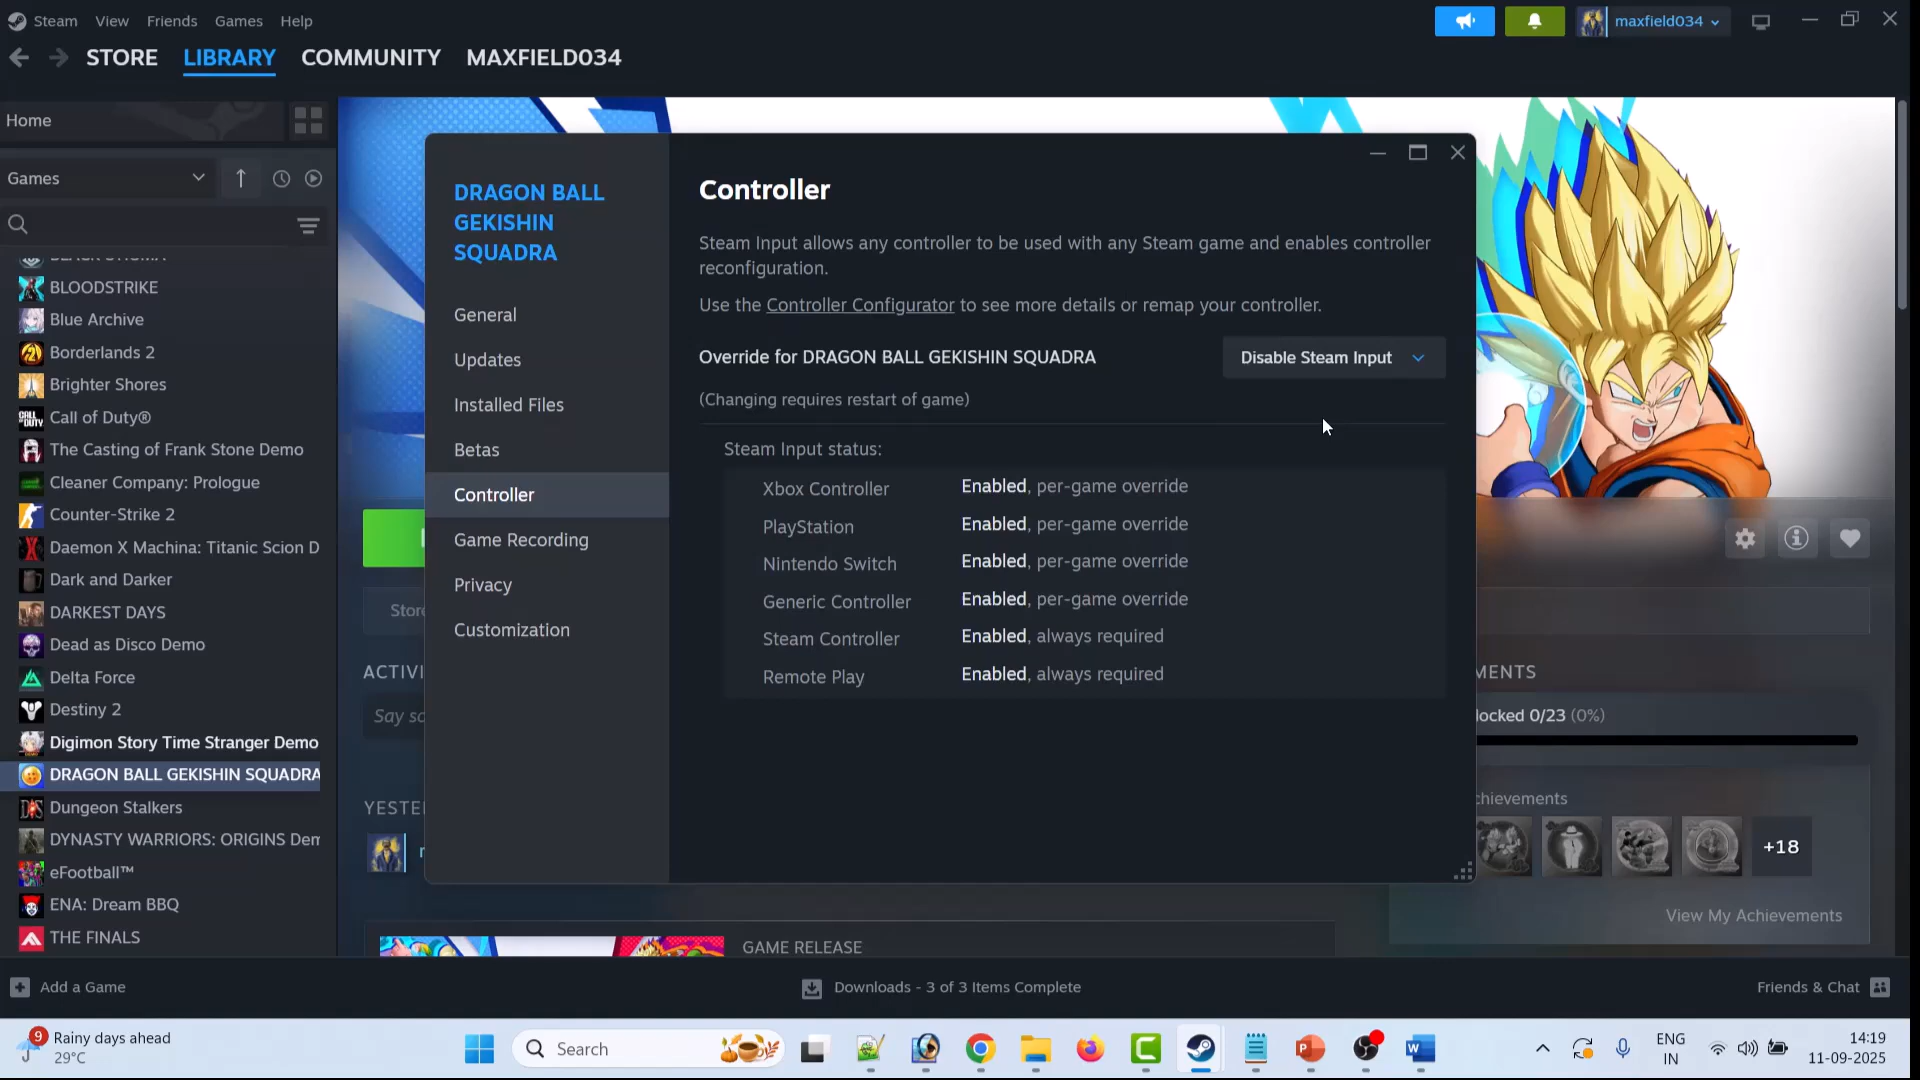 Steam
View
Friends
Games
Help
maxfield034
STORE
LIBRARY
COMMUNITY
MAXFIELD034
Home
Games
BLOODSTRIKE
Blue Archive
Borderlands 2
Brighter Shores
Call of Duty®
The Casting of Frank Stone Demo
Cleaner Company: Prologue
Counter-Strike 2
Daemon X Machina: Titanic Scion D
Dark and Darker
DARKEST DAYS
Dead as Disco Demo
Delta Force
Destiny 2
Digimon Story Time Stranger Demo
DRAGON BALL GEKISHIN SQUADRA
Dungeon Stalkers
DYNASTY WARRIORS: ORIGINS Dem
eFootball™
ENA: Dream BBQ
THE FINALS
DRAGON BALL
GEKISHIN
SQUADRA
General
Updates
Installed Files
Betas
Controller
Game Recording
Privacy
Customization
Controller
Steam Input allows any controller to be used with any Steam game and enables controller
reconfiguration.
Use the Controller Configurator to see more details or remap your controller.
Override for DRAGON BALL GEKISHIN SQUADRA
Disable Steam Input
(Changing requires restart of game)
Steam Input status:
Xbox Controller Enabled, per-game override
PlayStation Enabled, per-game override
Nintendo Switch Enabled, per-game override
Generic Controller Enabled, per-game override
Steam Controller Enabled, always required
Remote Play Enabled, always required
Stor
ACTIVI
Say so
YESTE
GAME RELEASE
MENTS
locked 0/23 (0%)
chievements
+18
View My Achievements
Add a Game
Downloads - 3 of 3 Items Complete
Friends & Chat
9
Rainy days ahead
29°C
Search
ENG
IN
14:19
11-09-2025